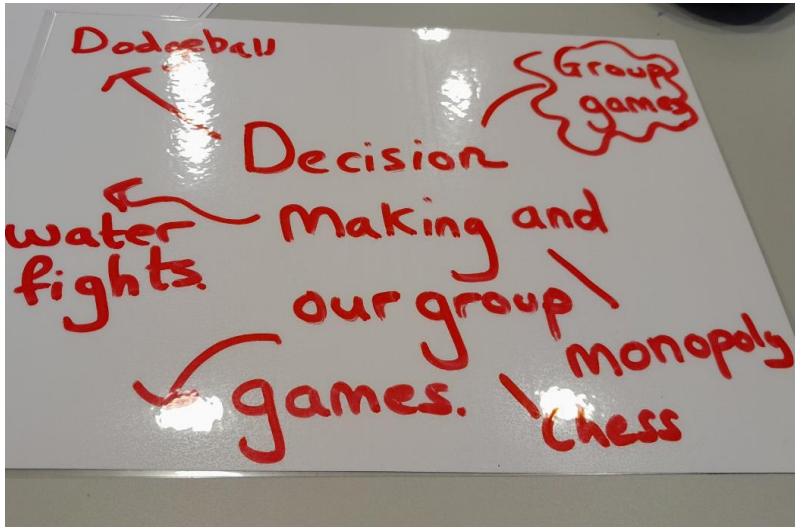 Dodgeball
Group
games
Decision
Making and
water
fights.
our group
monopoly
games.
chess